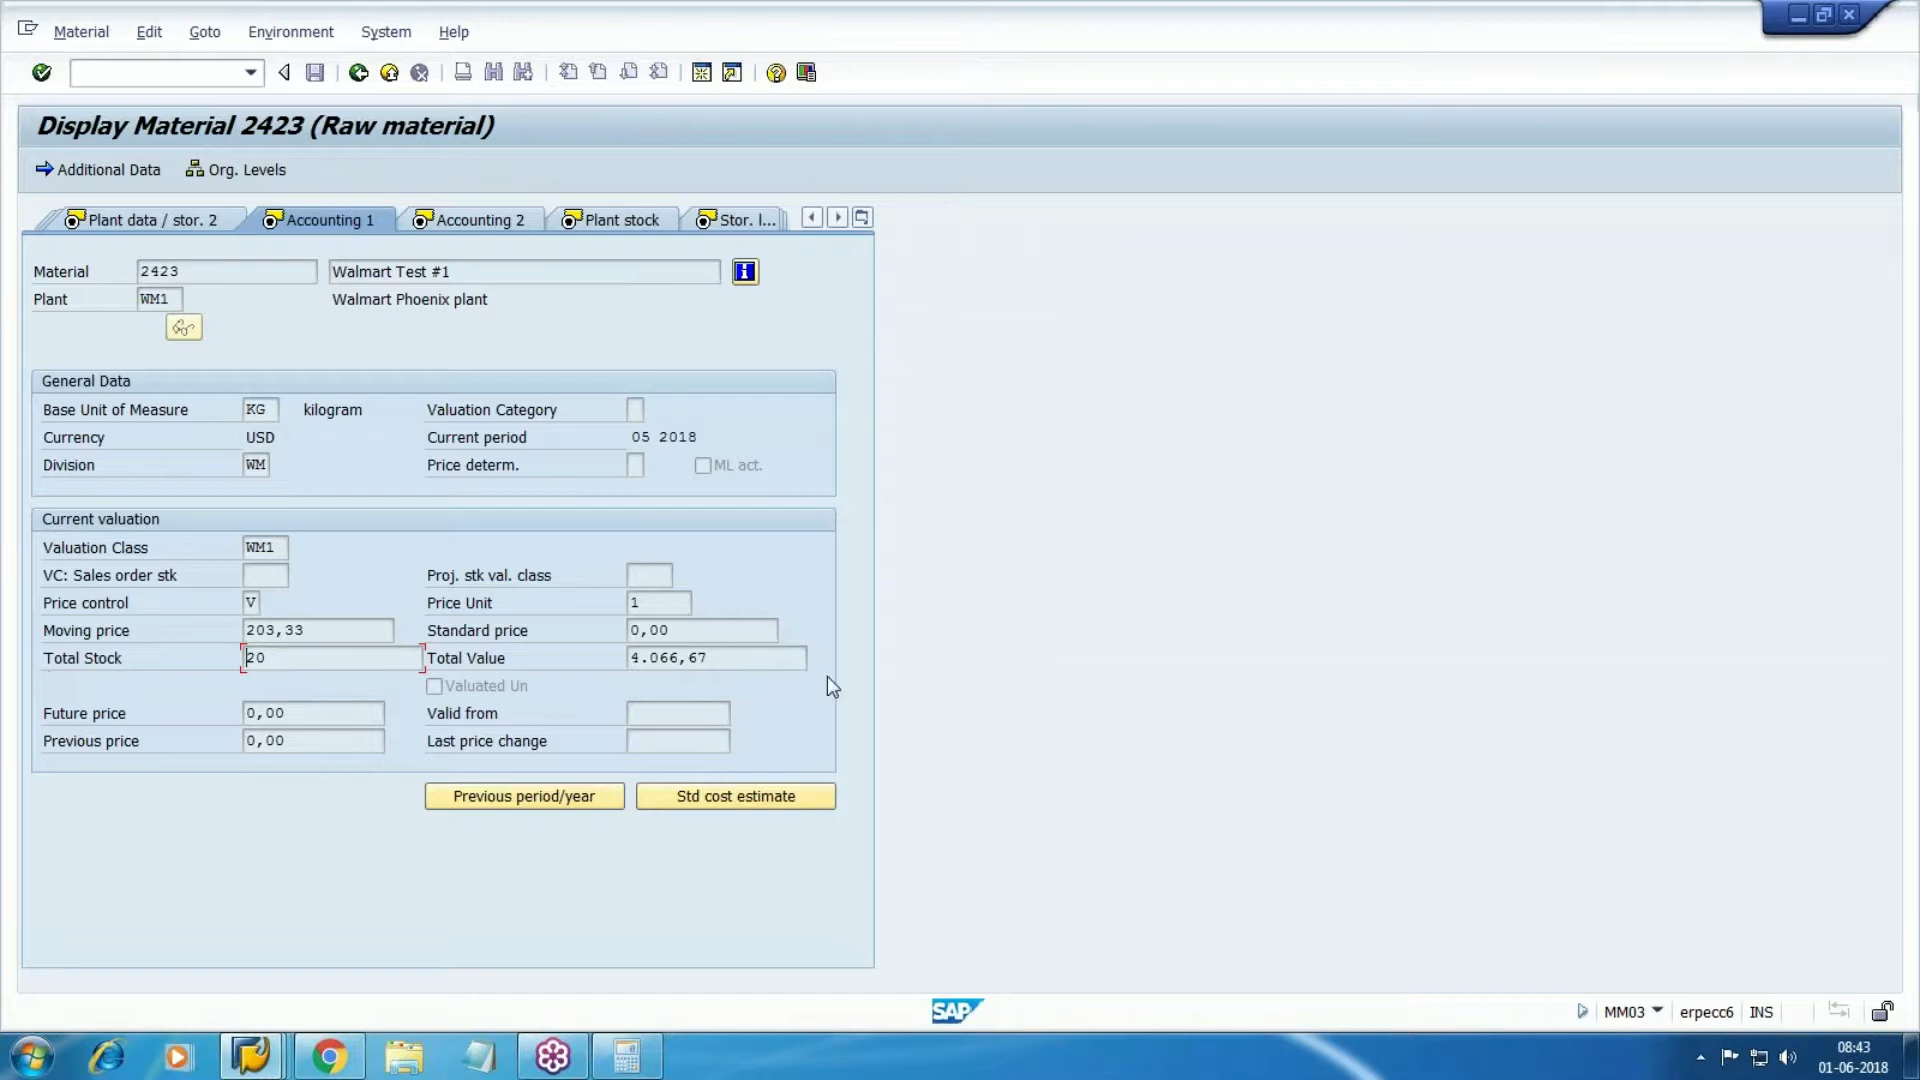 Material Edit Goto Environment System Help
Display Material 2423 (Raw material)
Additional Data Org. Levels
Plant data / stor. 2 Accounting 1 Accounting 2 Plant stock Stor. l...
Material 2423 Walmart Test #1
Plant WM1 Walmart Phoenix plant
General Data
Base Unit of Measure KG kilogram Valuation Category
Currency USD Current period 05 2018
Division WM Price determ. ML act.
Current valuation
Valuation Class WM1
VC: Sales order stk Proj. stk val. class
Price control V Price Unit 1
Moving price 203,33 Standard price 0,00
Total Stock 20 Total Value 4.066,67
Valuated Un
Future price 0,00 Valid from
Previous price 0,00 Last price change
Previous period/year Std cost estimate
SAP MM03 erpecc6 INS
08:43
01-06-2018